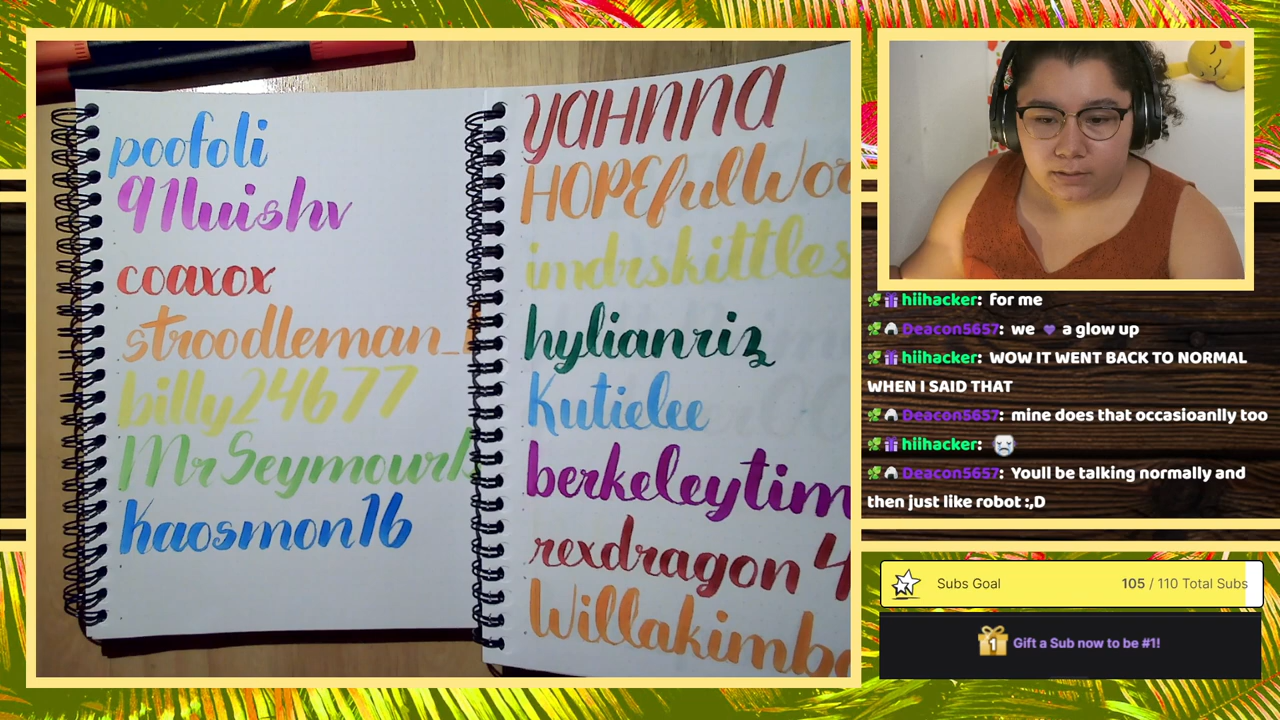 poofoli
91luishv
coaxox
stroodleman_
billy24677
MrSeymour
kaosmon16
yaHnna
HOPEfulWo
imdrskittles
hylianriz
Kutielee
berkeleytim
rexdragon4
Willakimb
hiihacker: for me
Deacon5657: we 💜 a glow up
hiihacker: WOW IT WENT BACK TO NORMAL
WHEN I SAID THAT
Deacon5657: mine does that occasioanlly too
hiihacker:
Deacon5657: Youll be talking normally and
then just like robot :,D
Subs Goal 105 / 110 Total Subs
1 Gift a Sub now to be #1!